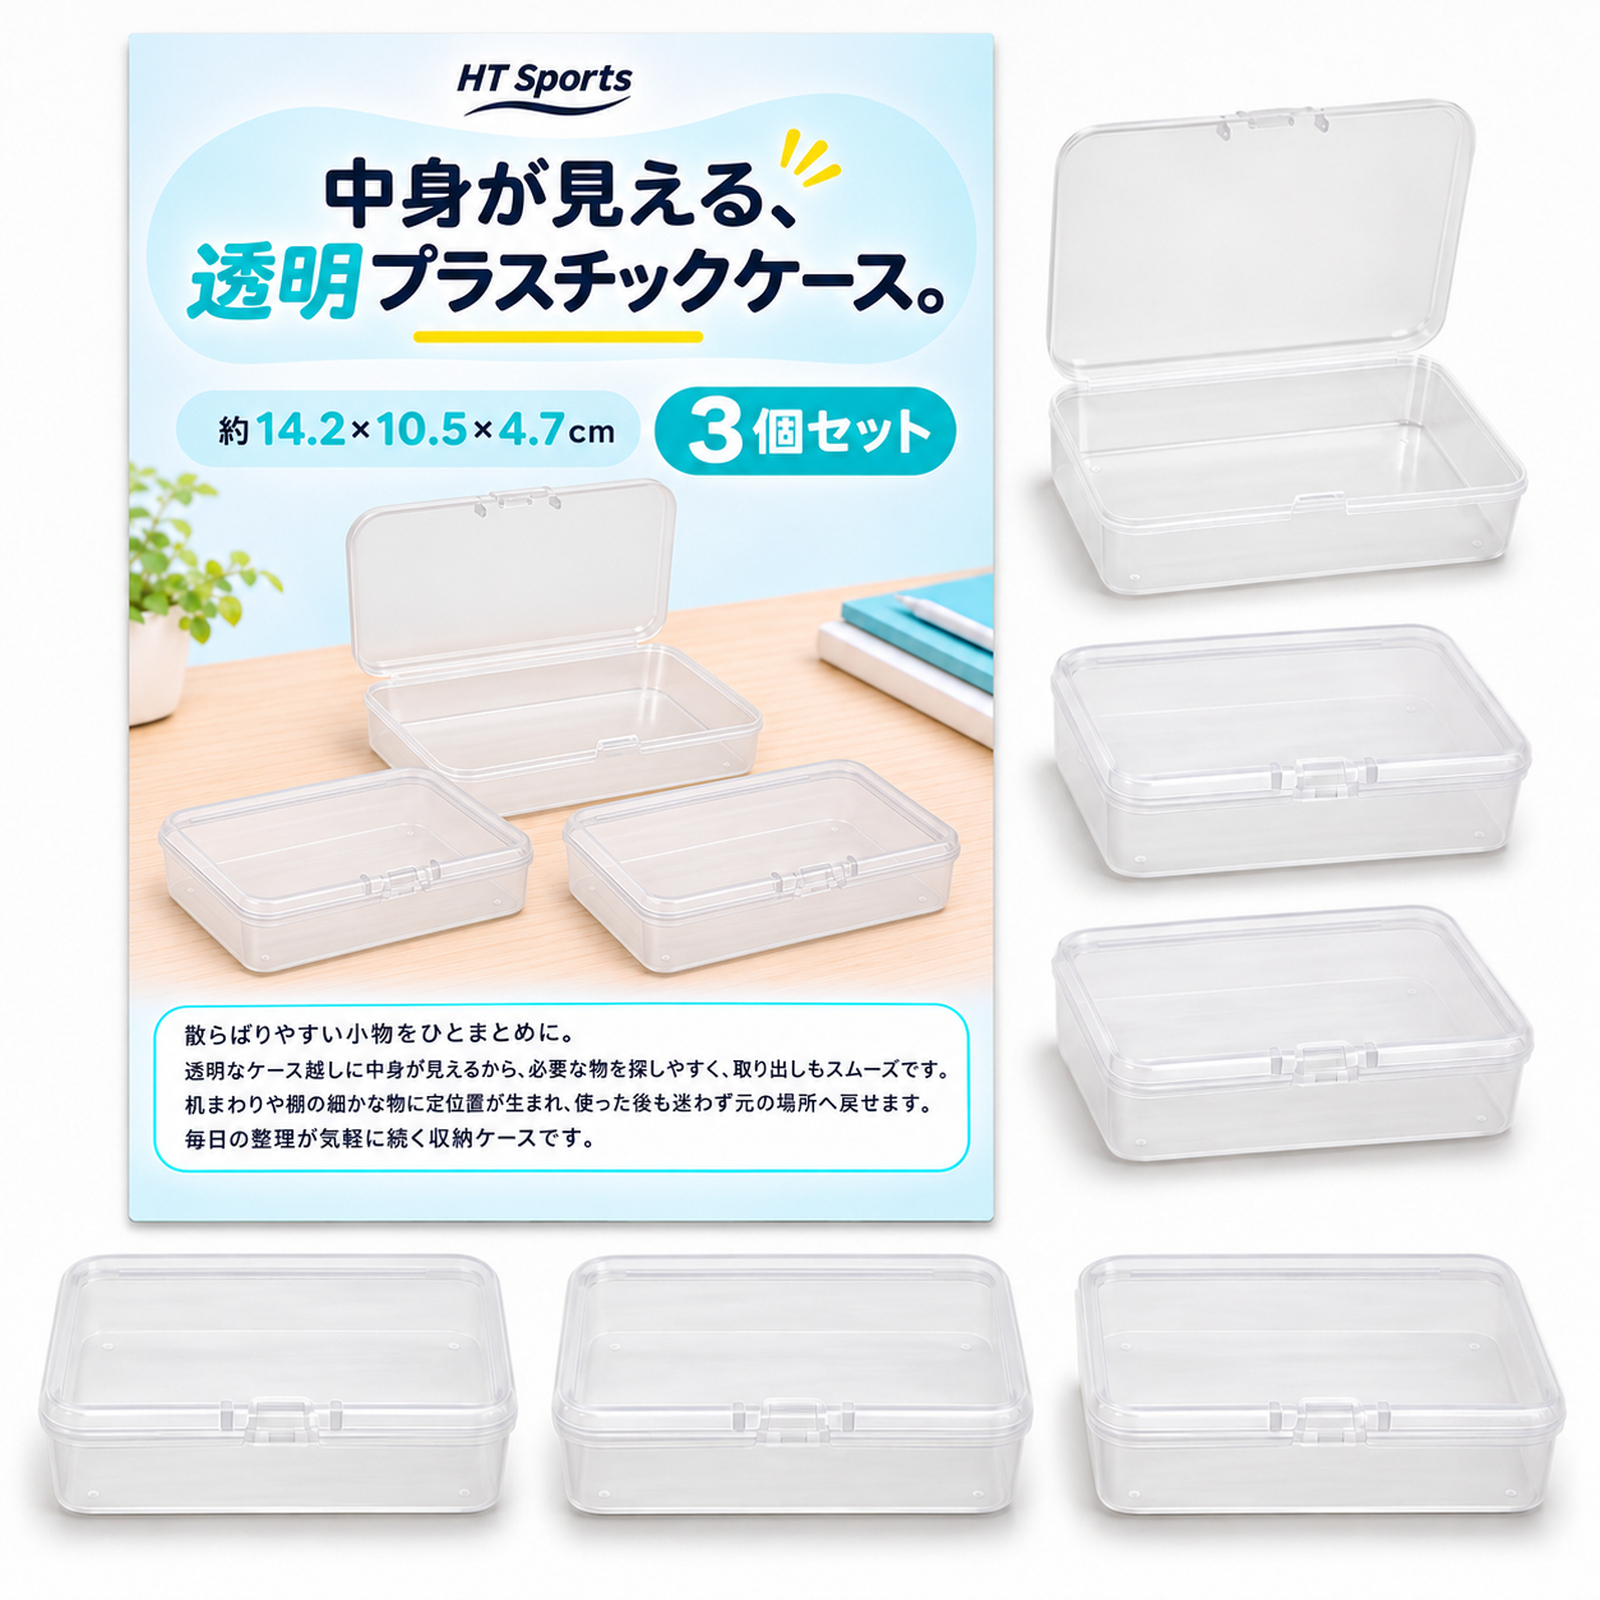 HT Sports
中身が見える、
透明プラスチックケース。
約14.2×10.5×4.7cm
3個セット
散らばりやすい小物をひとまとめに。
透明なケース越しに中身が見えるから、必要な物を探しやすく、取り出しもスムーズです。
机まわりや棚の細かな物に定位置が生まれ、使った後も迷わず元の場所へ戻せます。
毎日の整理が気軽に続く収納ケースです。